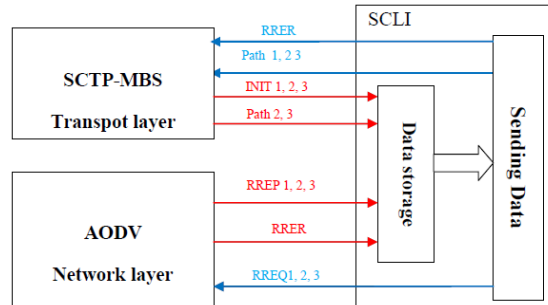 SCLI
RRER
Path 1, 2 3
SCTP-MBS
Transpot layer
INIT 1, 2, 3
Path 2, 3
Data storage
Sending Data
RREP 1, 2, 3
AODV
Network layer
RRER
RREQ1, 2, 3